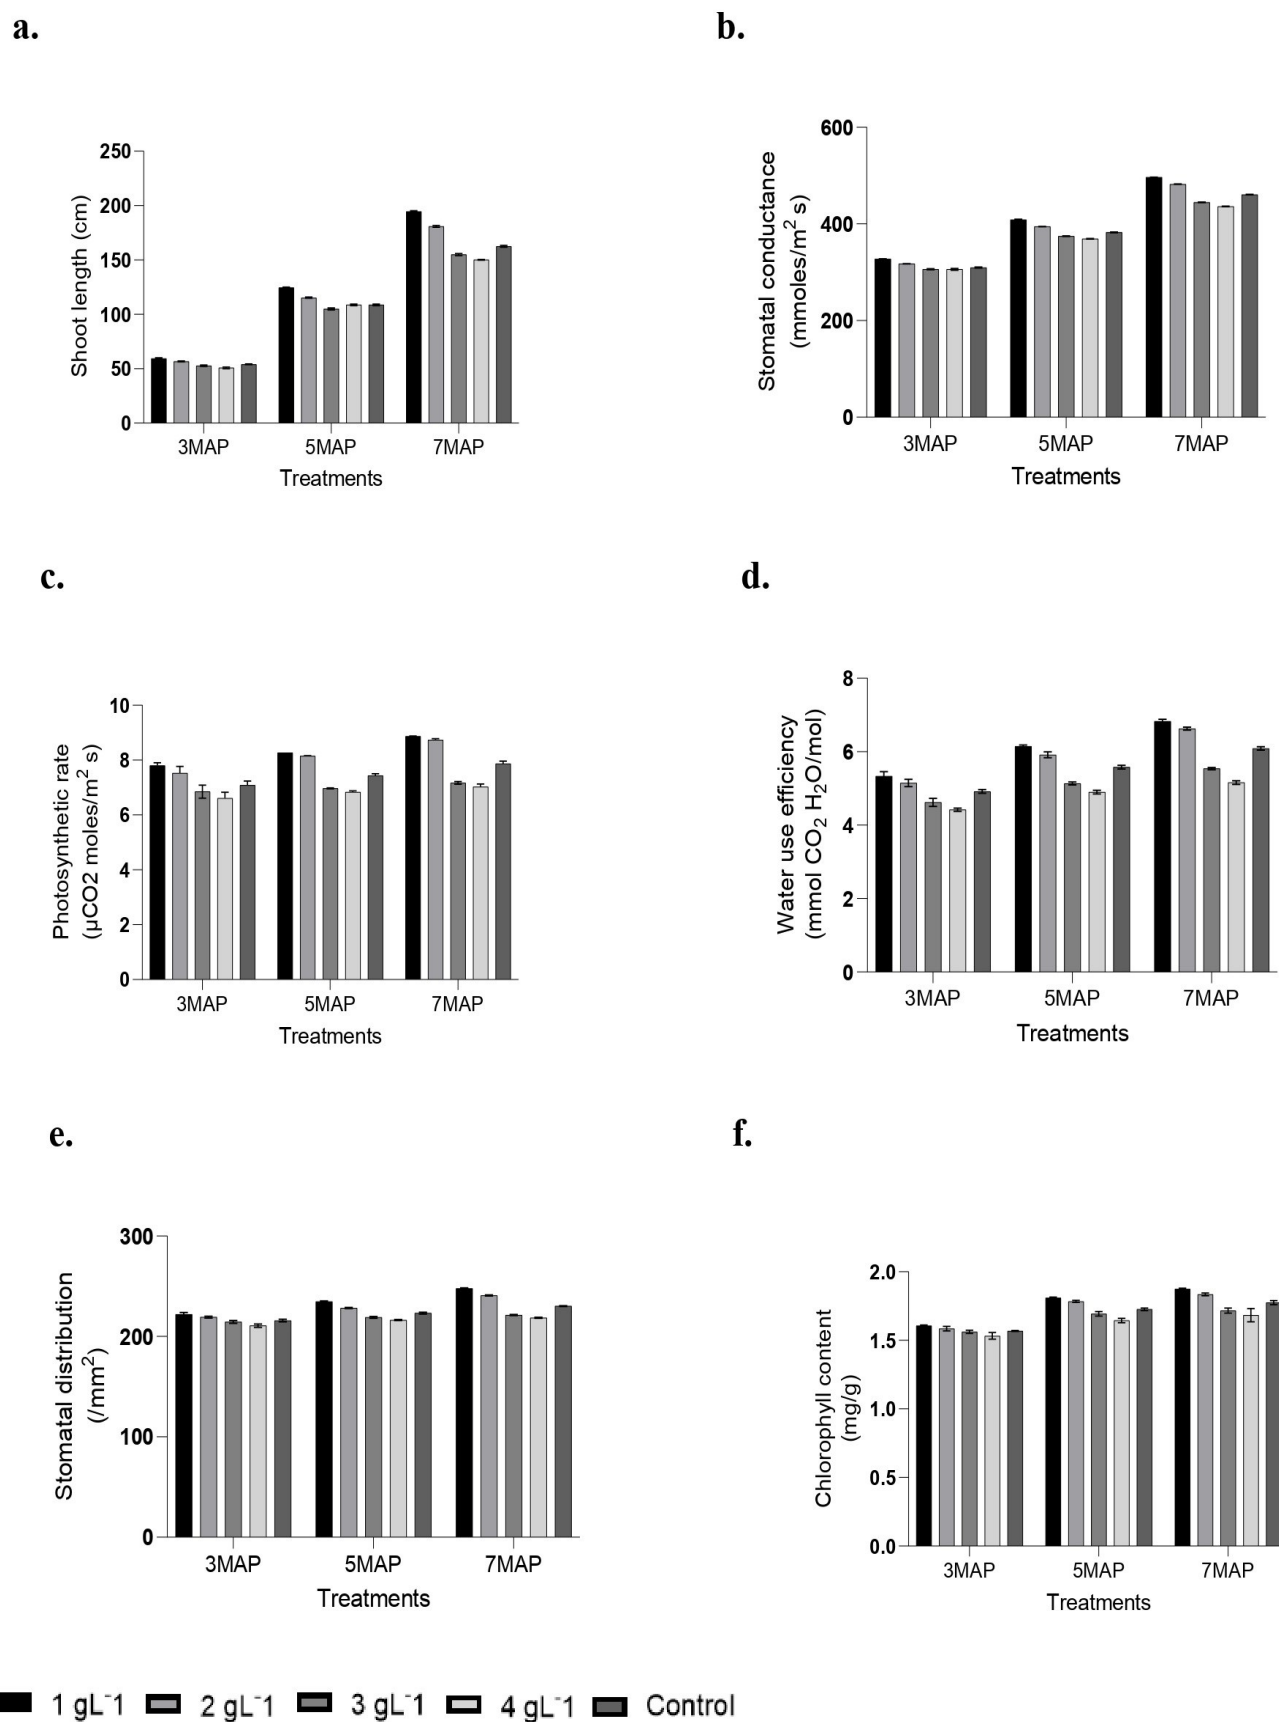 a.
250
200
150
100
50
0
Shoot length (cm)
3MAP 5MAP 7MAP
Treatments
b.
600
400
200
0
Stomatal conductance
(mmoles/m² s)
3MAP 5MAP 7MAP
Treatments
c.
10
8
6
4
2
0
Photosynthetic rate
(µCO2 moles/m² s)
3MAP 5MAP 7MAP
Treatments
d.
8
6
4
2
0
Water use efficiency
(mmol CO₂ H₂O/mol)
3MAP 5MAP 7MAP
Treatments
e.
300
200
100
0
Stomatal distribution
(/mm²)
3MAP 5MAP 7MAP
Treatments
f.
2.0
1.5
1.0
0.5
0.0
Chlorophyll content
(mg/g)
3MAP 5MAP 7MAP
Treatments
1 gL⁻1 2 gL⁻1 3 gL⁻1 4 gL⁻1 Control